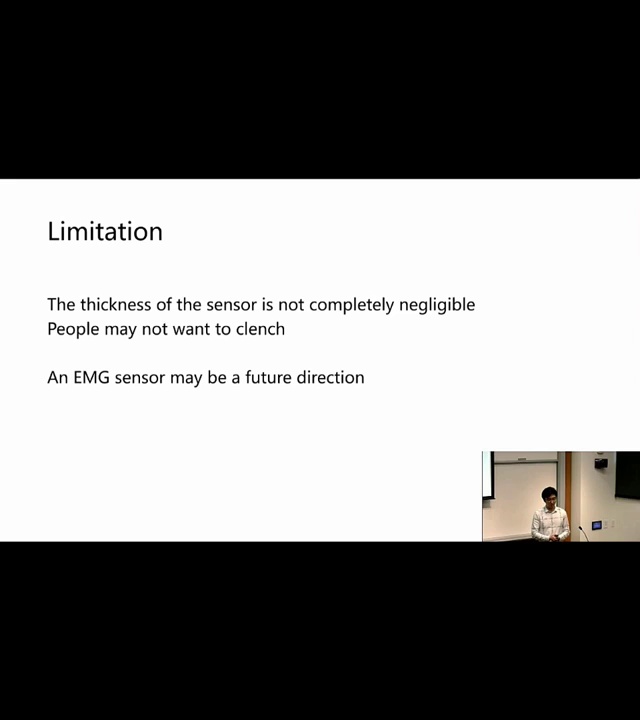 Limitation
The thickness of the sensor is not completely negligible
People may not want to clench
An EMG sensor may be a future direction